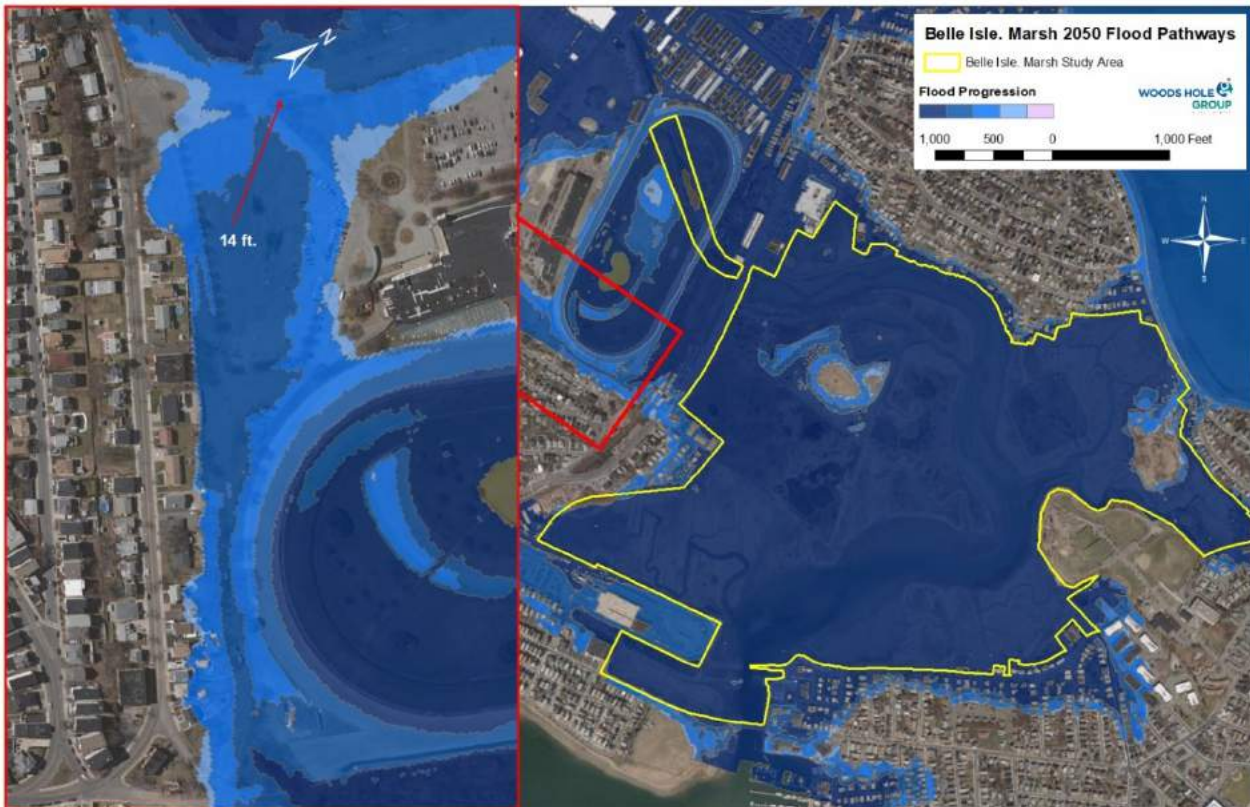 N
14 ft.
Belle Isle. Marsh 2050 Flood Pathways
Belle Isle. Marsh Study Area
Flood Progression
WOODS HOLE
GROUP
1,000 500 0 1,000 Feet
N
W E
S